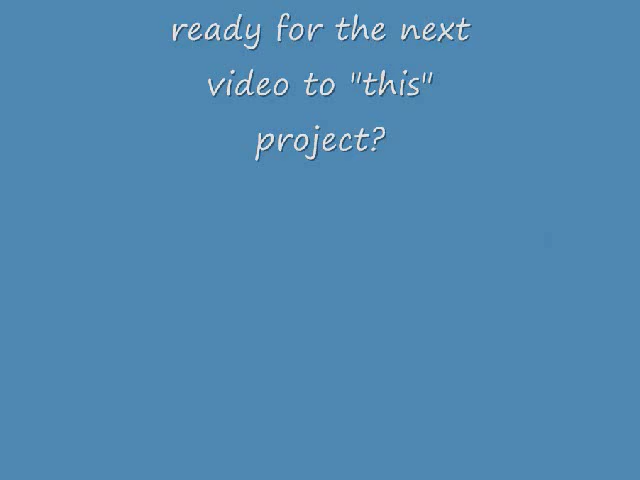 ready for the next
video to "this"
project?